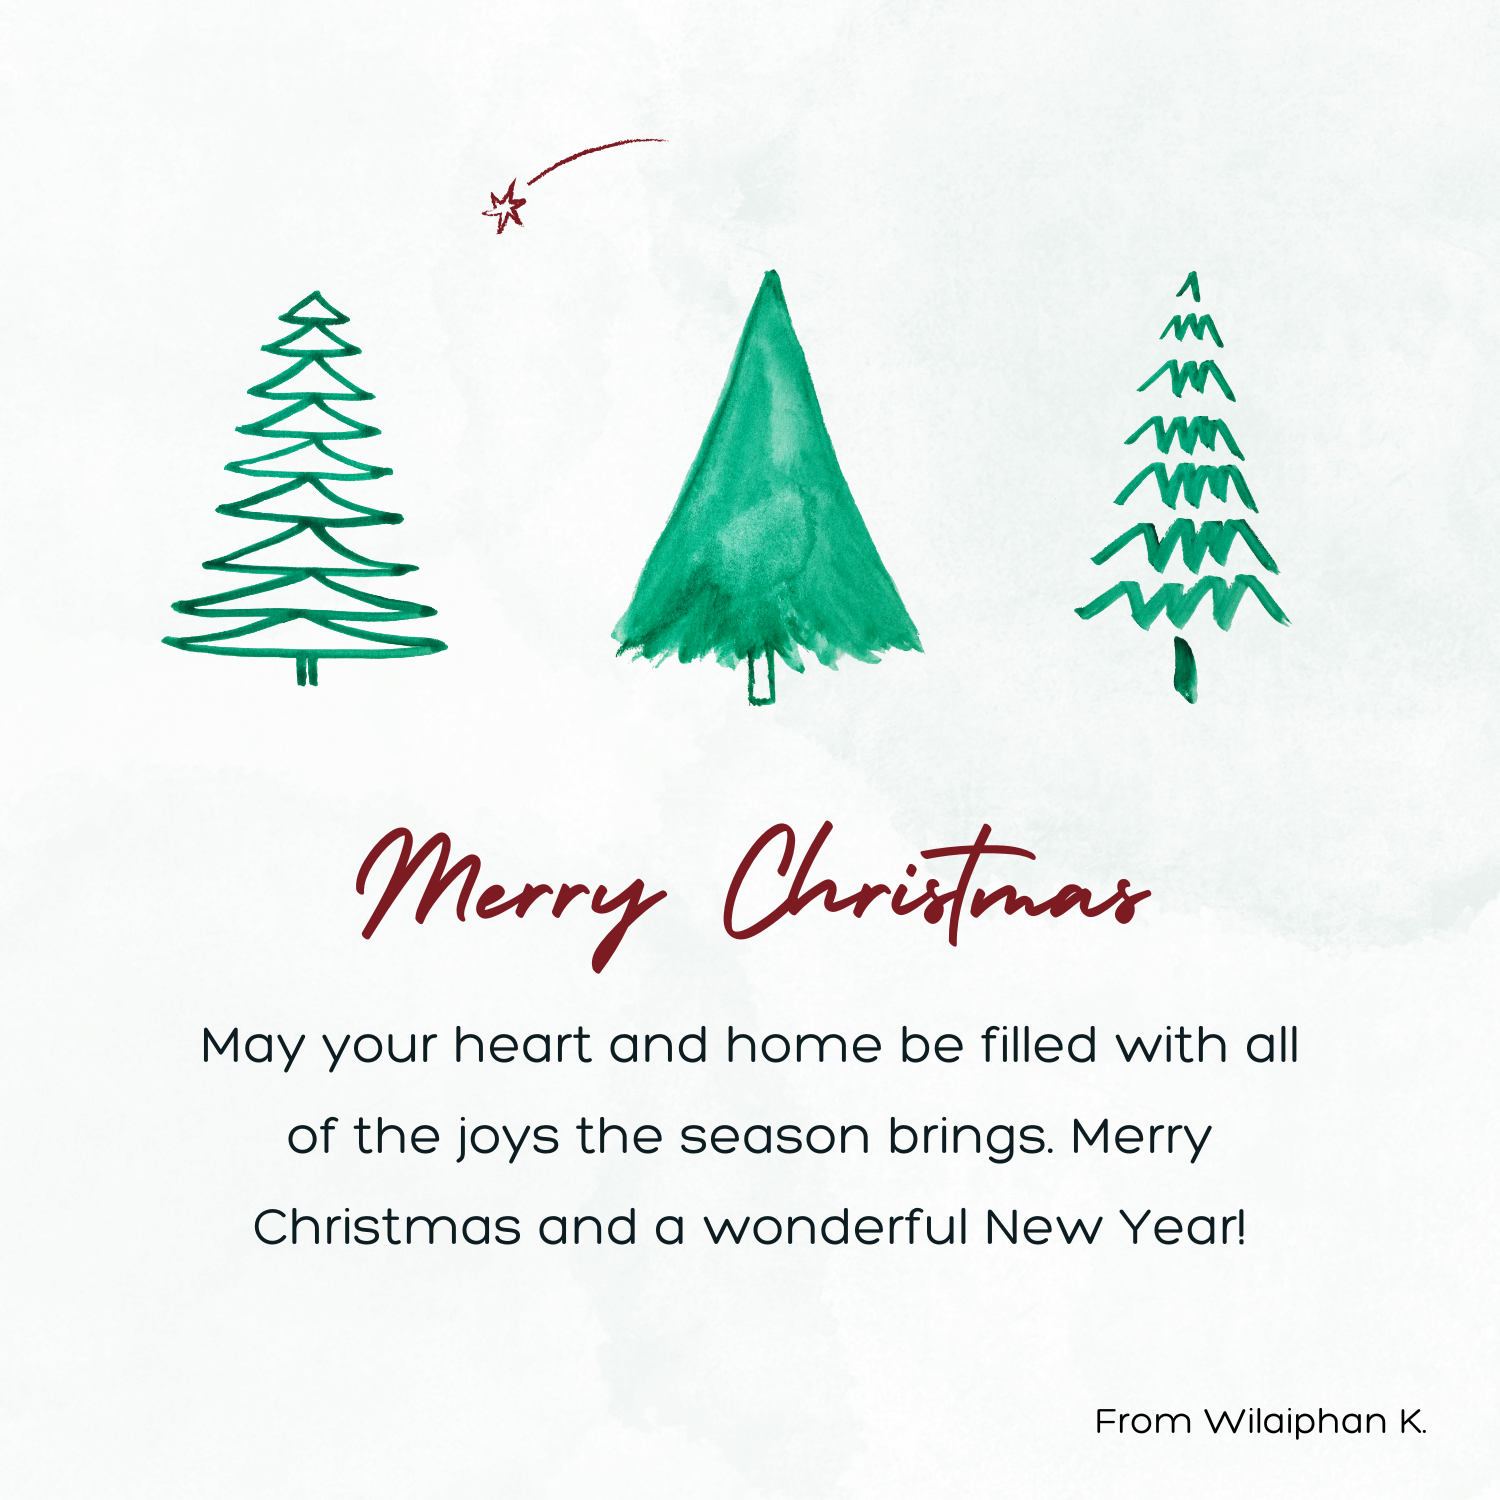 Merry Christmas
May your heart and home be filled with all
of the joys the season brings. Merry
Christmas and a wonderful New Year!
From Wilaiphan K.